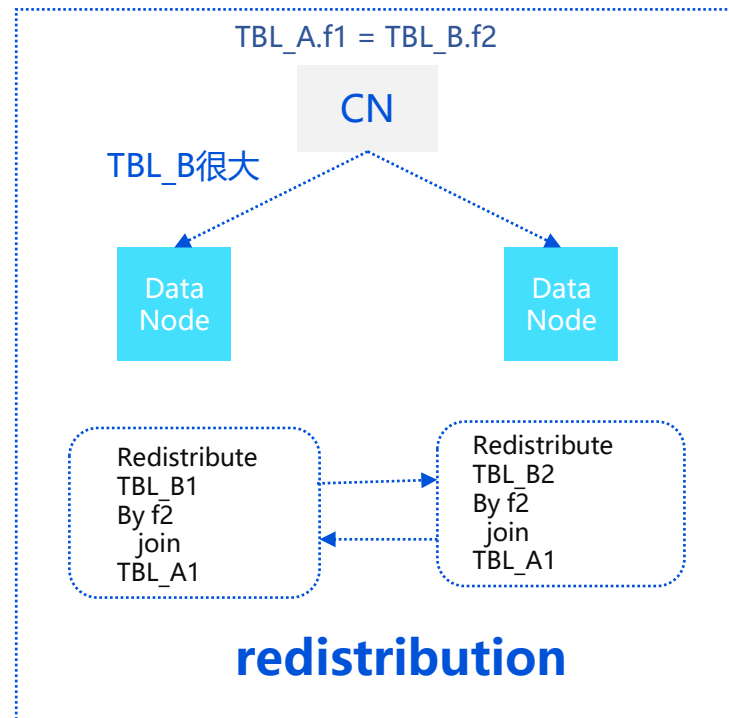 TBL_A.f1 = TBL_B.f2
CN
TBL_B很大
Data
Node
Data
Node
Redistribute
TBL_B1
By f2
join
TBL_A1
Redistribute
TBL_B2
By f2
join
TBL_A1
redistribution